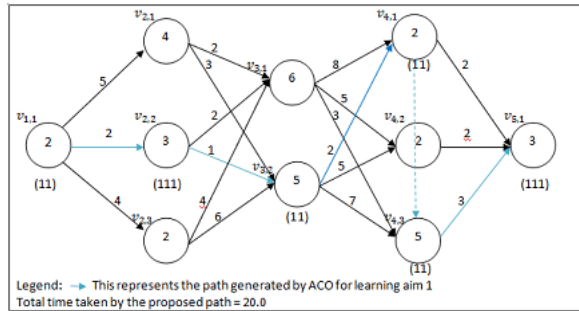 v2,1
4
v4,1
2
(11)
5
2
3
8
2
v3,1
6
v1,1
2
(11)
2
v2,2
3
(111)
2
1
5
3
v4,2
2
2
v5,1
3
(111)
v3,2
5
(11)
2
5
7
4
v2,3
2
4
6
v4,3
5
(11)
3
Legend: This represents the path generated by ACO for learning aim 1
Total time taken by the proposed path = 20.0